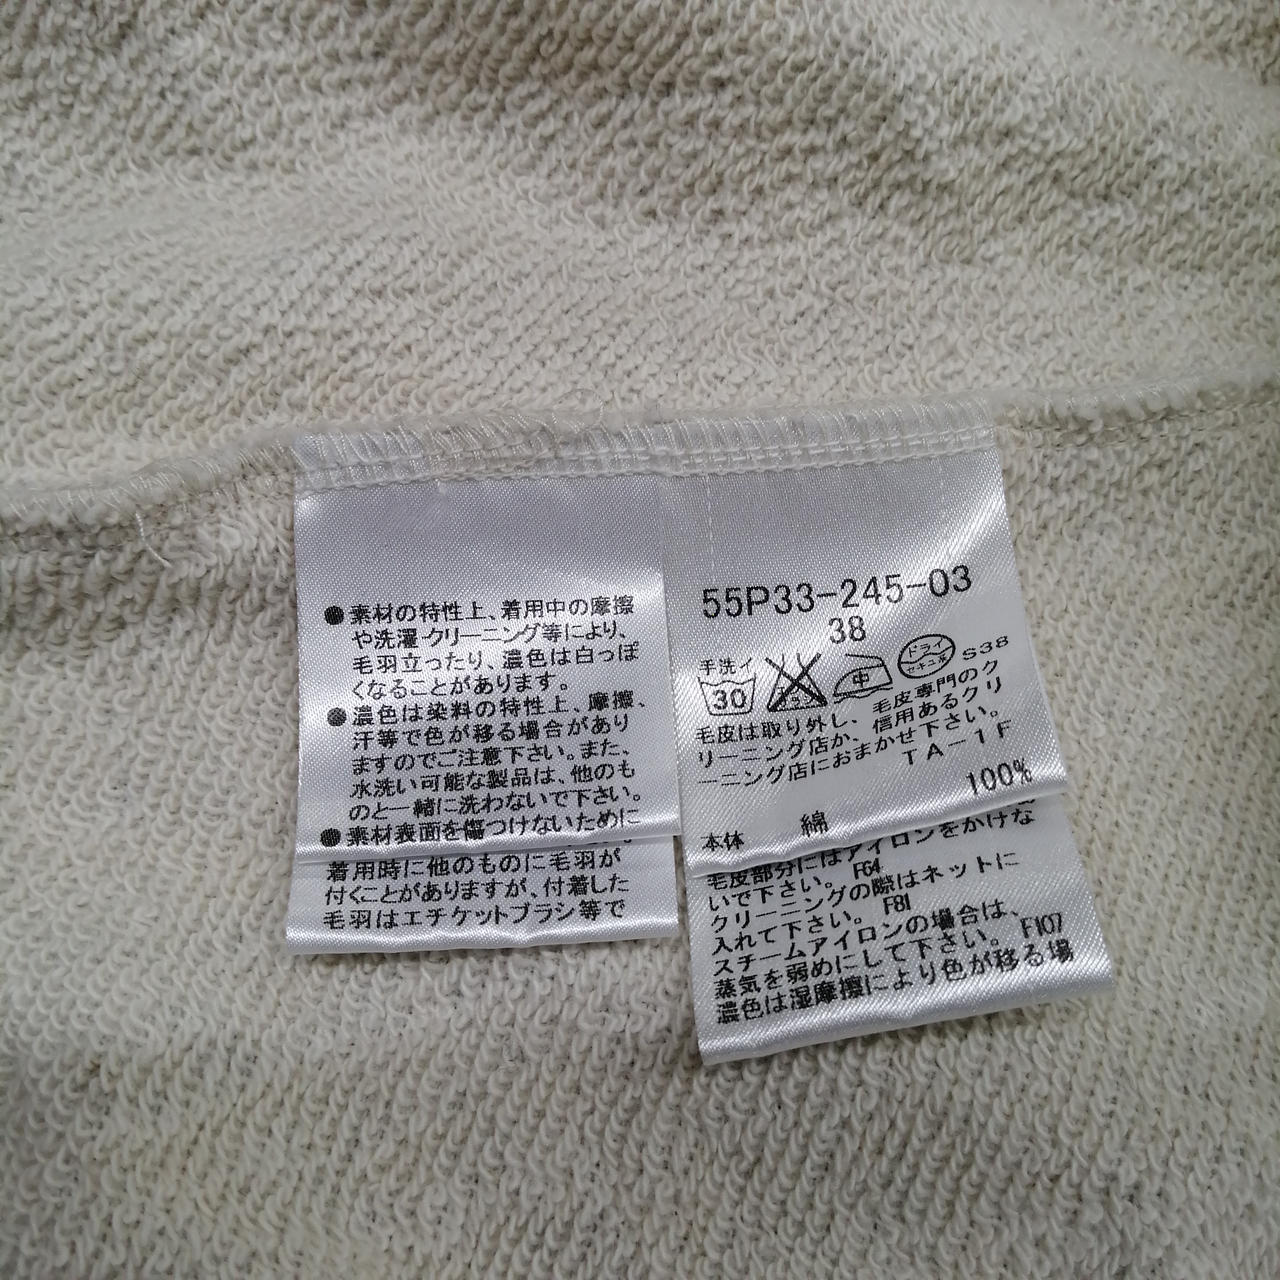 ●素材の特性上、着用中の摩擦
や洗濯・クリーニング等により、
毛羽立ったり、濃色は白っぽ
くなることがあります。
●濃色は染料の特性上、摩擦、
汗等で色が移る場合があり
ますのでご注意下さい。また、
水洗い可能な製品は、他のも
のと一緒に洗わないで下さい。
●素材表面を傷つけないために
着用時に他のものに毛羽が
付くことがありますが、付着した
毛羽はエチケットブラシ等で
55P33-245-03
38
手洗イ
30
中
ドライ
セキユ系
S38
毛皮は取り外し、毛皮専門のク
リーニング店か、信用あるクリ
ーニング店におまかせ下さい。
TA-1F
100%
本体 綿
毛皮部分にはアイロンをかけな
いで下さい。 F64
クリーニングの際はネットに
入れて下さい。 F81
スチームアイロンの場合は、
蒸気を弱めにして下さい。 F107
濃色は湿摩擦により色が移る場